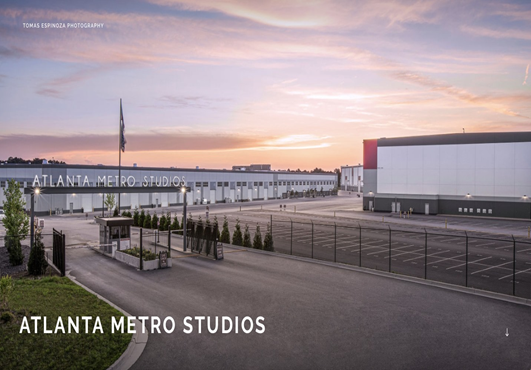 TOMAS ESPINOZA PHOTOGRAPHY
ATLANTA METRO STUDIOS
ATLANTA METRO STUDIOS
↓